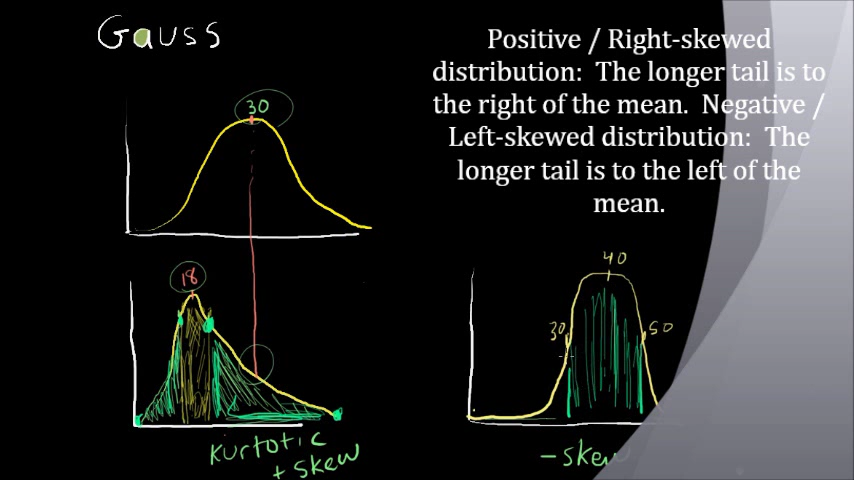 Gauss
Positive / Right-skewed
distribution: The longer tail is to
the right of the mean. Negative /
Left-skewed distribution: The
longer tail is to the left of the
mean.
30
18
40
30
50
Kurtotic
+ skew
- skew